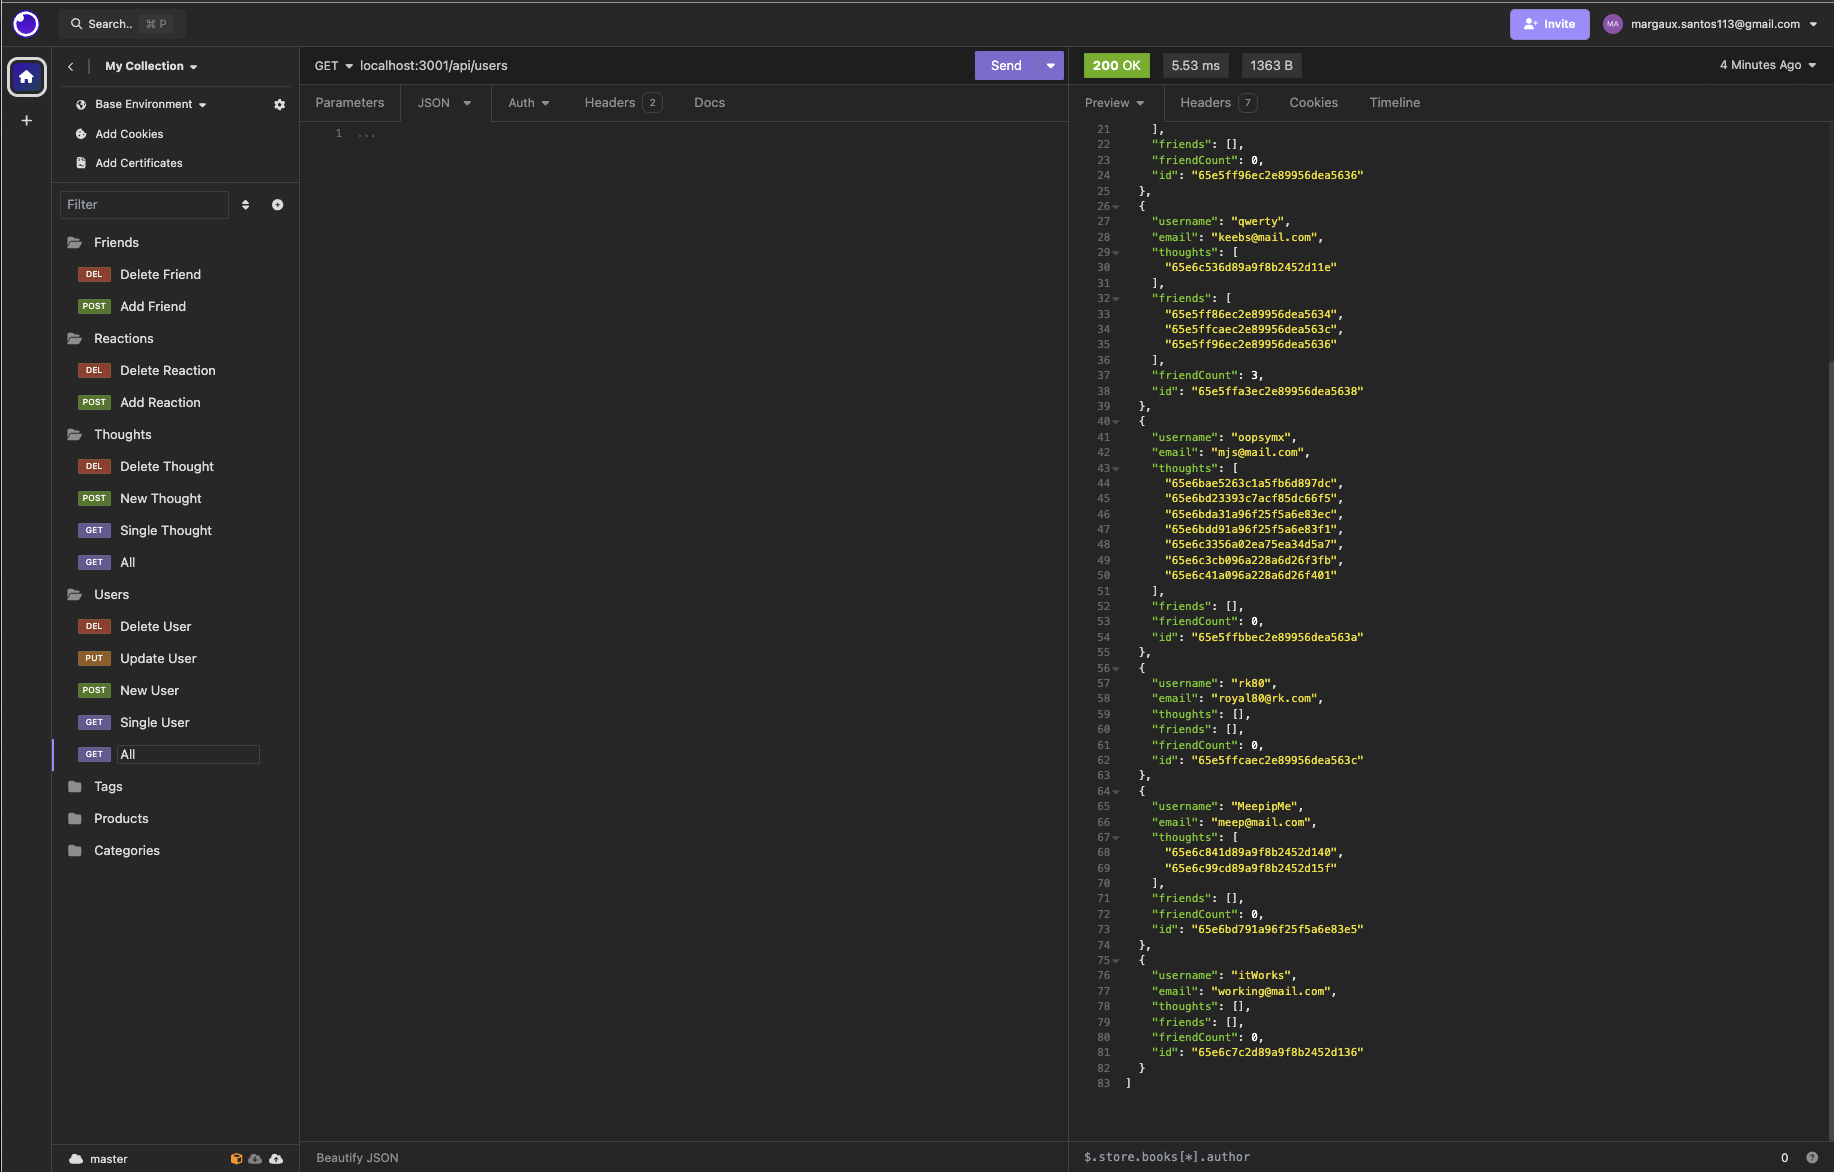 Search.. ⌘ P
Invite
MA margaux.santos113@gmail.com
My Collection
Base Environment
Add Cookies
Add Certificates
Filter
Friends
DEL Delete Friend
POST Add Friend
Reactions
DEL Delete Reaction
POST Add Reaction
Thoughts
DEL Delete Thought
POST New Thought
GET Single Thought
GET All
Users
DEL Delete User
PUT Update User
POST New User
GET Single User
GET All
Tags
Products
Categories
master
GET localhost:3001/api/users
Send
Parameters JSON Auth Headers 2 Docs
1 ...
Beautify JSON
200 OK 5.53 ms 1363 B 4 Minutes Ago
Preview Headers 7 Cookies Timeline
21 ],
22 "friends": [],
23 "friendCount": 0,
24 "id": "65e5ff96ec2e89956dea5636"
25 },
26 {
27 "username": "qwerty",
28 "email": "keebs@mail.com",
29 "thoughts": [
30 "65e6c536d89a9f8b2452d11e"
31 ],
32 "friends": [
33 "65e5ff86ec2e89956dea5634",
34 "65e5ffcaec2e89956dea563c",
35 "65e5ff96ec2e89956dea5636"
36 ],
37 "friendCount": 3,
38 "id": "65e5ffa3ec2e89956dea5638"
39 },
40 {
41 "username": "oopsymx",
42 "email": "mjs@mail.com",
43 "thoughts": [
44 "65e6bae5263c1a5fb6d897dc",
45 "65e6bd23393c7acf85dc66f5",
46 "65e6bda31a96f25f5a6e83ec",
47 "65e6bdd91a96f25f5a6e83f1",
48 "65e6c3356a02ea75ea34d5a7",
49 "65e6c3cb096a228a6d26f3fb",
50 "65e6c41a096a228a6d26f401"
51 ],
52 "friends": [],
53 "friendCount": 0,
54 "id": "65e5ffbbec2e89956dea563a"
55 },
56 {
57 "username": "rk80",
58 "email": "royal80@rk.com",
59 "thoughts": [],
60 "friends": [],
61 "friendCount": 0,
62 "id": "65e5ffcaec2e89956dea563c"
63 },
64 {
65 "username": "MeepipMe",
66 "email": "meep@mail.com",
67 "thoughts": [
68 "65e6c841d89a9f8b2452d140",
69 "65e6c99cd89a9f8b2452d15f"
70 ],
71 "friends": [],
72 "friendCount": 0,
73 "id": "65e6bd791a96f25f5a6e83e5"
74 },
75 {
76 "username": "itWorks",
77 "email": "working@mail.com",
78 "thoughts": [],
79 "friends": [],
80 "friendCount": 0,
81 "id": "65e6c7c2d89a9f8b2452d136"
82 }
83 ]
$.store.books[*].author 0